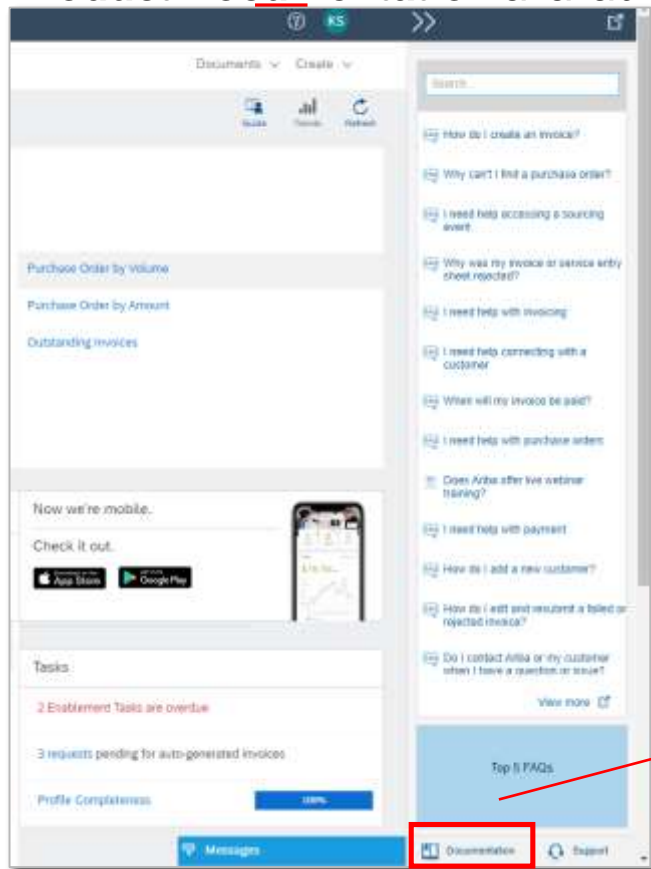 KS
Documents
Create
Search...
Guide
Trends
Refresh
How do I create an invoice?
Why can't I find a purchase order?
I need help accessing a sourcing
event.
Purchase Order by Volume
Why was my invoice or service entry
sheet rejected?
Purchase Order by Amount
I need help with invoicing
Outstanding Invoices
I need help connecting with a
customer
When will my invoice be paid?
I need help with purchase orders
Does Ariba offer live webinar
training?
Now we're mobile.
I need help with payment
Check it out.
App Store
Google Play
How do I add a new customer?
How do I edit and resubmit a failed or
rejected invoice?
Tasks
Do I contact Ariba or my customer
when I have a question or issue?
2 Enablement Tasks are overdue
View more
3 requests pending for auto-generated invoices
Top 5 FAQs
Profile Completeness
100%
Messages
Documentation
Support